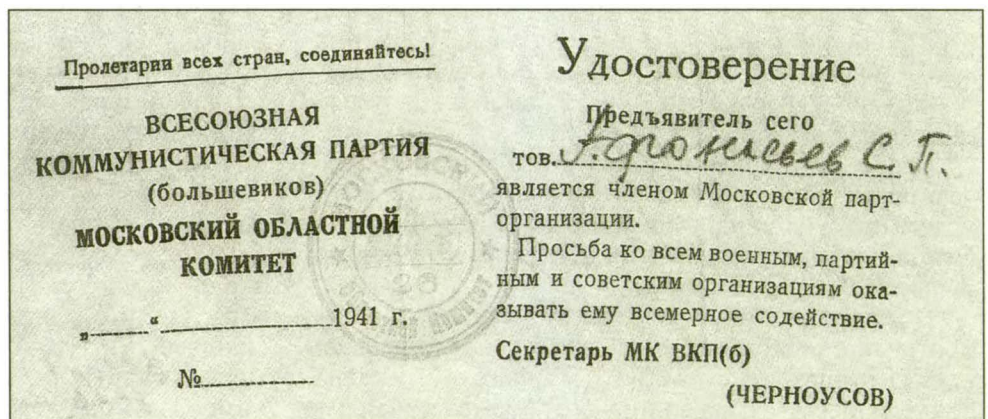 Пролетарии всех стран, соединяйтесь!
ВСЕСОЮЗНАЯ
КОММУНИСТИЧЕСКАЯ ПАРТИЯ
(большевиков)
МОСКОВСКИЙ ОБЛАСТНОЙ
КОМИТЕТ
„ “ 1941 г.
№
Удостоверение
Предъявитель сего
тов. Афонасьев С. П.
является членом Московской парт-
организации.
Просьба ко всем военным, партий-
ным и советским организациям ока-
зывать ему всемерное содействие.
Секретарь МК ВКП(б)
(ЧЕРНОУСОВ)